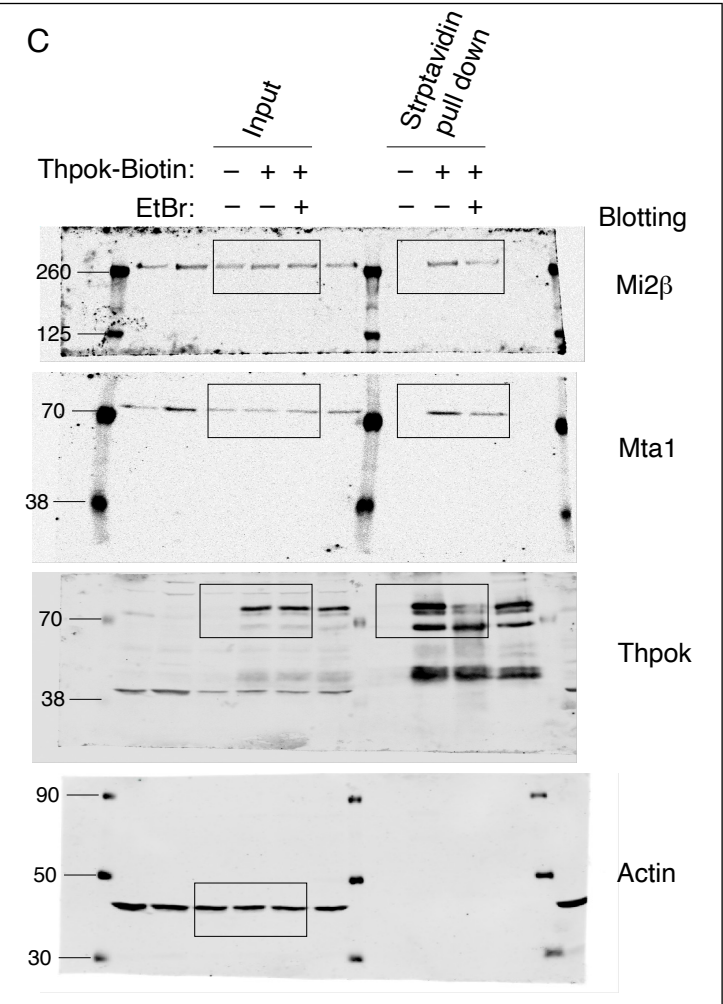 C
Input
Strptavidin
pull down
Thpok-Biotin: – + + – + +
EtBr: – – + – – +
Blotting
260
125
Mi2β
70
38
Mta1
70
38
Thpok
90
50
30
Actin